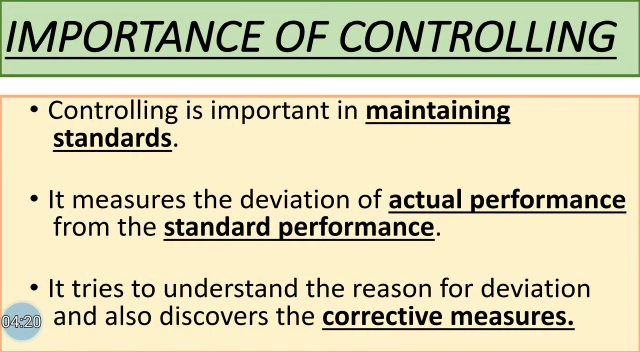 IMPORTANCE OF CONTROLLING
• Controlling is important in maintaining
standards.
• It measures the deviation of actual performance
from the standard performance.
• It tries to understand the reason for deviation
and also discovers the corrective measures.
04:20